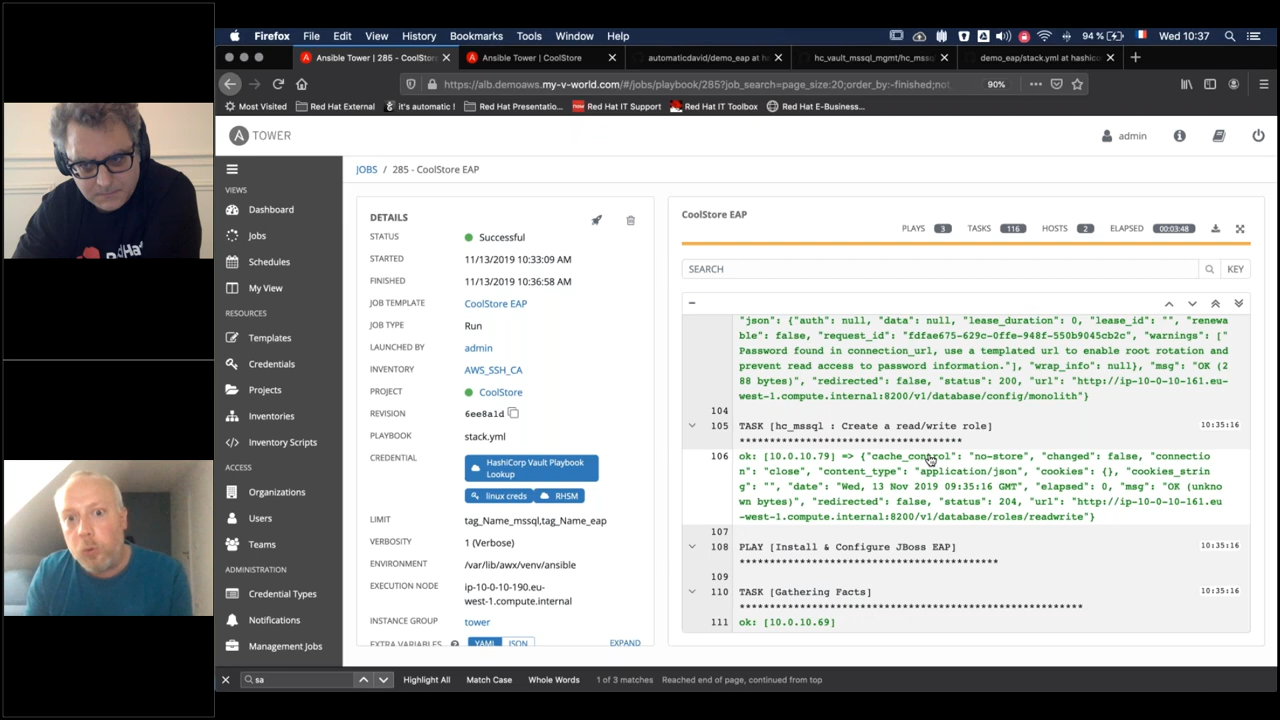 Firefox File Edit View History Bookmarks Tools Window Help
94 % Wed 10:37
Ansible Tower | 285 - CoolStore
Ansible Tower | CoolStore
automaticdavid/demo_eap at h
hc_vault_mssql_mgmt/hc_mssq
demo_eap/stack.yml at hashico
https://alb.demoaws.my-v-world.com/#/jobs/playbook/285?job_search=page_size:20;order_by:-finished;not
90%
Most Visited Red Hat External it's automatic ! Red Hat Presentatio... Red Hat IT Support Red Hat IT Toolbox Red Hat E-Business...
A TOWER
admin
VIEWS
Dashboard
Jobs
Schedules
My View
RESOURCES
Templates
Credentials
Projects
Inventories
Inventory Scripts
ACCESS
Organizations
Users
Teams
ADMINISTRATION
Credential Types
Notifications
Management Jobs
JOBS / 285 - CoolStore EAP
DETAILS
STATUS Successful
STARTED 11/13/2019 10:33:09 AM
FINISHED 11/13/2019 10:36:58 AM
JOB TEMPLATE CoolStore EAP
JOB TYPE Run
LAUNCHED BY admin
INVENTORY AWS_SSH_CA
PROJECT CoolStore
REVISION 6ee8a1d
PLAYBOOK stack.yml
CREDENTIAL HashiCorp Vault Playbook Lookup
linux creds RHSM
LIMIT tag_Name_mssql,tag_Name_eap
VERBOSITY 1 (Verbose)
ENVIRONMENT /var/lib/awx/venv/ansible
EXECUTION NODE ip-10-0-10-190.eu-
west-1.compute.internal
INSTANCE GROUP tower
EXTRA VARIABLES YAML JSON EXPAND
CoolStore EAP
PLAYS 3 TASKS 116 HOSTS 2 ELAPSED 00:03:48
SEARCH KEY
"json": {"auth": null, "data": null, "lease_duration": 0, "lease_id": "", "renewa
ble": false, "request_id": "fdfae675-629c-0ffe-948f-550b9045cb2c", "warnings": ["
Password found in connection_url, use a templated url to enable root rotation and
prevent read access to password information."], "wrap_info": null}, "msg": "OK (2
88 bytes)", "redirected": false, "status": 200, "url": "http://ip-10-0-10-161.eu-
west-1.compute.internal:8200/v1/database/config/monolith"}
104
105 TASK [hc_mssql : Create a read/write role] 10:35:16
*************************************
106 ok: [10.0.10.79] => {"cache_control": "no-store", "changed": false, "connectio
n": "close", "content_type": "application/json", "cookies": {}, "cookies_strin
g": "", "date": "Wed, 13 Nov 2019 09:35:16 GMT", "elapsed": 0, "msg": "OK (unkno
wn bytes)", "redirected": false, "status": 204, "url": "http://ip-10-0-10-161.eu
-west-1.compute.internal:8200/v1/database/roles/readwrite"}
107
108 PLAY [Install & Configure JBoss EAP] 10:35:16
*******************************************
109
110 TASK [Gathering Facts] 10:35:16
*********************************************************
111 ok: [10.0.10.69]
sa Highlight All Match Case Whole Words 1 of 3 matches Reached end of page, continued from top